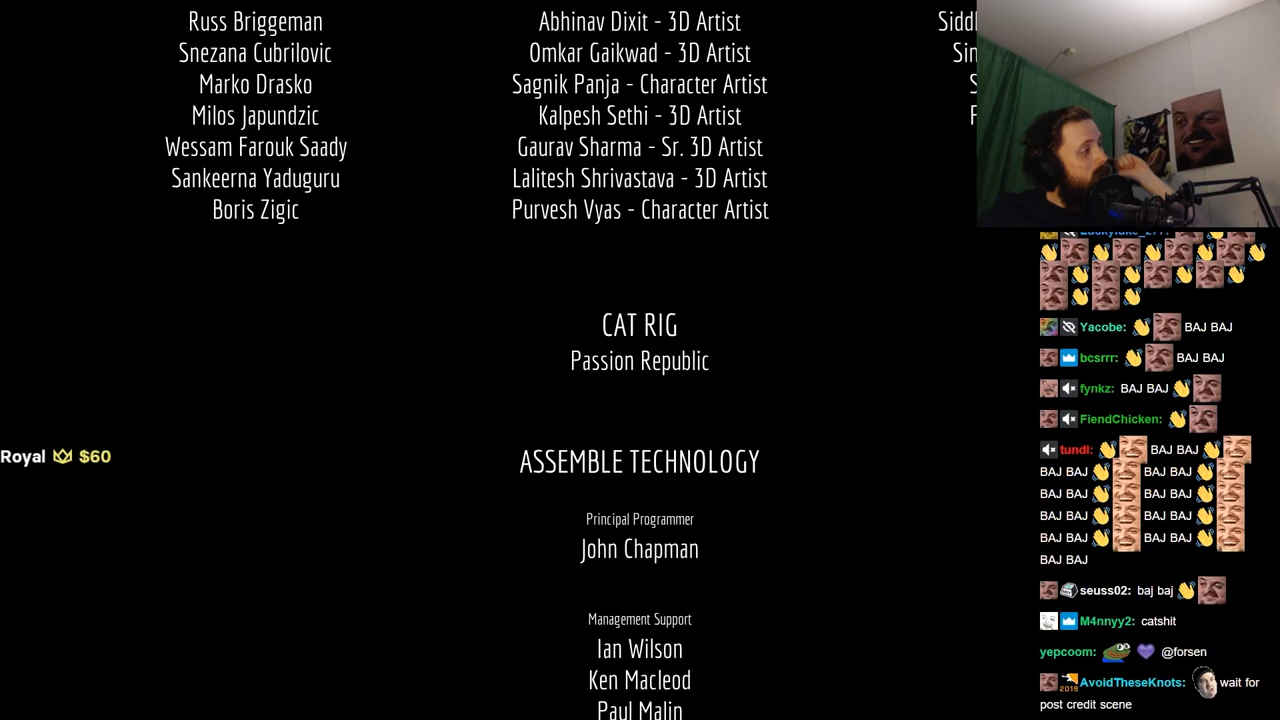 Russ Briggeman
Snezana Cubrilovic
Marko Drasko
Milos Japundzic
Wessam Farouk Saady
Sankeerna Yaduguru
Boris Zigic
Abhinav Dixit - 3D Artist
Omkar Gaikwad - 3D Artist
Sagnik Panja - Character Artist
Kalpesh Sethi - 3D Artist
Gaurav Sharma - Sr. 3D Artist
Lalitesh Shrivastava - 3D Artist
Purvesh Vyas - Character Artist
CAT RIG
Passion Republic
ASSEMBLE TECHNOLOGY
Principal Programmer
John Chapman
Management Support
Ian Wilson
Ken Macleod
Paul Malin
Royal $60
Yacobe: BAJ BAJ
bcsrrr: BAJ BAJ
fynkz: BAJ BAJ
FiendChicken:
tundl: BAJ BAJ
BAJ BAJ BAJ BAJ
BAJ BAJ BAJ BAJ
BAJ BAJ BAJ BAJ
BAJ BAJ BAJ BAJ
BAJ BAJ
seuss02: baj baj
M4nnyy2: catshit
yepcoom: @forsen
2019 AvoidTheseKnots: wait for
post credit scene